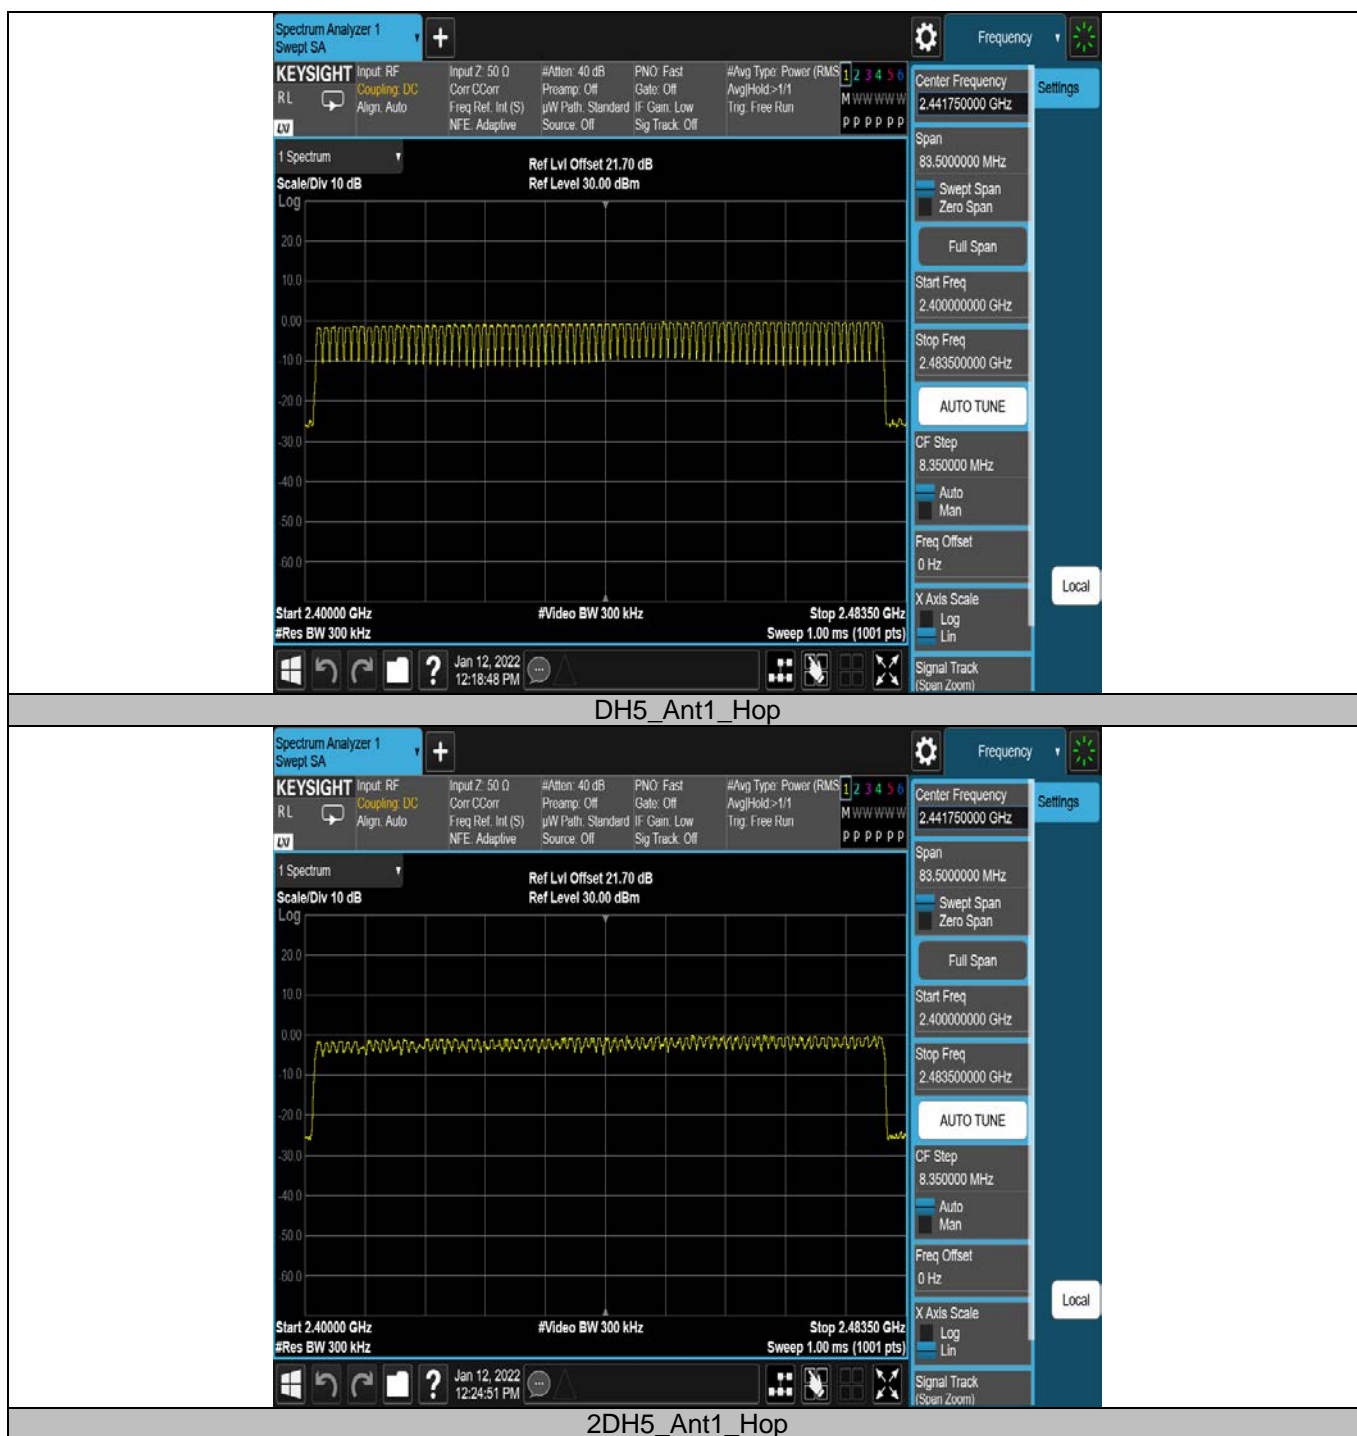 Spectrum Analyzer 1
Swept SA
Frequency
KEYSIGHT
Input: RF
Coupling: DC
Align: Auto
Input Z: 50 Ω
Corr CCorr
Freq Ref: Int (S)
NFE: Adaptive
#Atten: 40 dB
Preamp: Off
µW Path: Standard
Source: Off
PNO: Fast
Gate: Off
IF Gain: Low
Sig Track: Off
#Avg Type: Power (RMS
Avg|Hold:>1/1
Trig: Free Run
1 2 3 4 5 6
M W W W W W
P P P P P P
R L
LXI
Center Frequency
2.441750000 GHz
Settings
Span
83.5000000 MHz
Swept Span
Zero Span
Full Span
Start Freq
2.400000000 GHz
Stop Freq
2.483500000 GHz
AUTO TUNE
CF Step
8.350000 MHz
Auto
Man
Freq Offset
0 Hz
X Axis Scale
Log
Lin
Signal Track
(Span Zoom)
Local
1 Spectrum
Scale/Div 10 dB
Ref Lvl Offset 21.70 dB
Ref Level 30.00 dBm
Log
20.0
10.0
0.00
-10.0
-20.0
-30.0
-40.0
-50.0
-60.0
Start 2.40000 GHz
#Video BW 300 kHz
Stop 2.48350 GHz
#Res BW 300 kHz
Sweep 1.00 ms (1001 pts)
?
Jan 12, 2022
12:18:48 PM
DH5_Ant1_Hop
Spectrum Analyzer 1
Swept SA
Frequency
KEYSIGHT
Input: RF
Coupling: DC
Align: Auto
Input Z: 50 Ω
Corr CCorr
Freq Ref: Int (S)
NFE: Adaptive
#Atten: 40 dB
Preamp: Off
µW Path: Standard
Source: Off
PNO: Fast
Gate: Off
IF Gain: Low
Sig Track: Off
#Avg Type: Power (RMS
Avg|Hold:>1/1
Trig: Free Run
1 2 3 4 5 6
M W W W W W
P P P P P P
R L
LXI
Center Frequency
2.441750000 GHz
Settings
Span
83.5000000 MHz
Swept Span
Zero Span
Full Span
Start Freq
2.400000000 GHz
Stop Freq
2.483500000 GHz
AUTO TUNE
CF Step
8.350000 MHz
Auto
Man
Freq Offset
0 Hz
X Axis Scale
Log
Lin
Signal Track
(Span Zoom)
Local
1 Spectrum
Scale/Div 10 dB
Ref Lvl Offset 21.70 dB
Ref Level 30.00 dBm
Log
20.0
10.0
0.00
-10.0
-20.0
-30.0
-40.0
-50.0
-60.0
Start 2.40000 GHz
#Video BW 300 kHz
Stop 2.48350 GHz
#Res BW 300 kHz
Sweep 1.00 ms (1001 pts)
?
Jan 12, 2022
12:24:51 PM
2DH5_Ant1_Hop